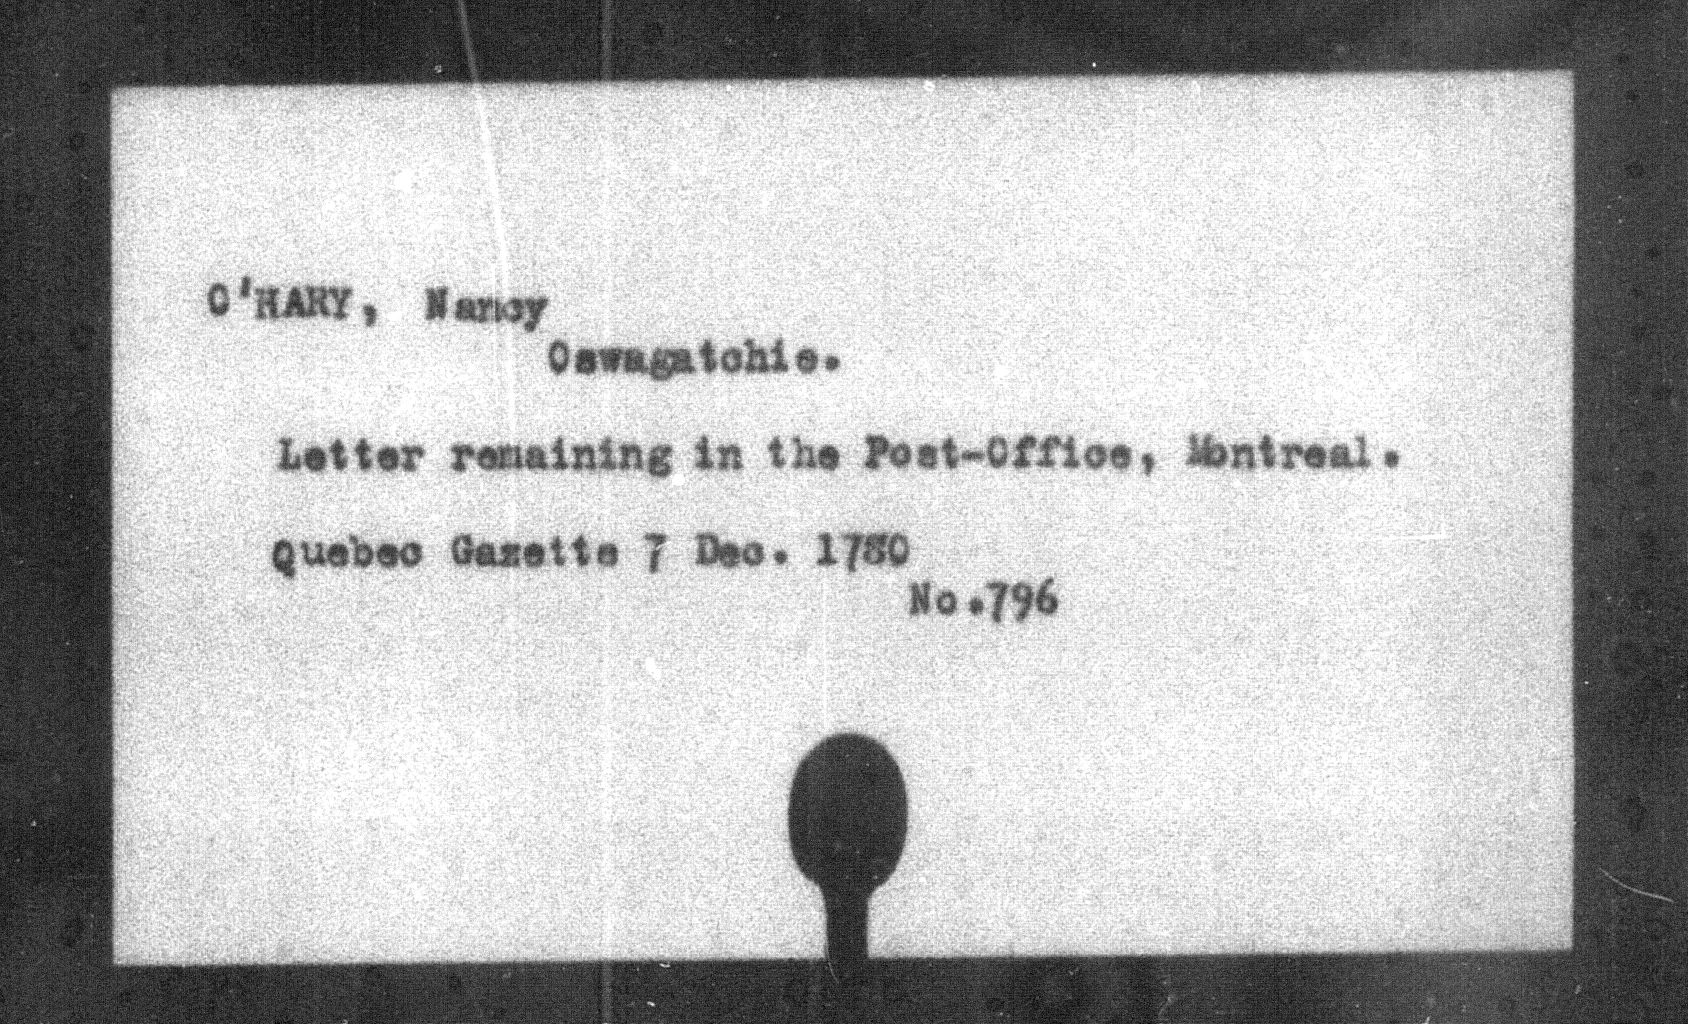 O'HARY, Nancy
Oswagatchie.
Letter remaining in the Post-Office, Montreal.
Quebec Gazette 7 Dec. 1780
No.796